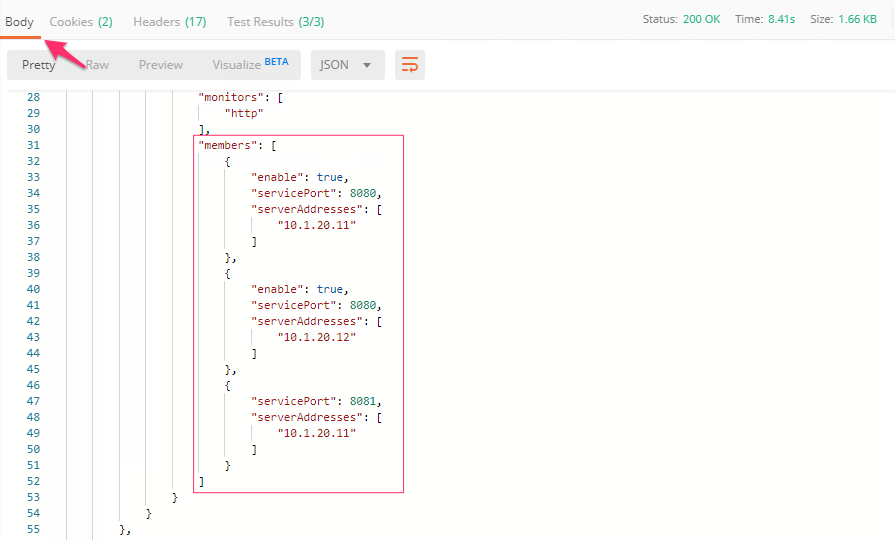 Body Cookies (2) Headers (17) Test Results (3/3) Status: 200 OK Time: 8.41s Size: 1.66 KB
Pretty Raw Preview Visualize BETA JSON
28 "monitors": [
29 "http"
30 ],
31 "members": [
32 {
33 "enable": true,
34 "servicePort": 8080,
35 "serverAddresses": [
36 "10.1.20.11"
37 ]
38 },
39 {
40 "enable": true,
41 "servicePort": 8080,
42 "serverAddresses": [
43 "10.1.20.12"
44 ]
45 },
46 {
47 "servicePort": 8081,
48 "serverAddresses": [
49 "10.1.20.11"
50 ]
51 }
52 ]
53 }
54 }
55 },